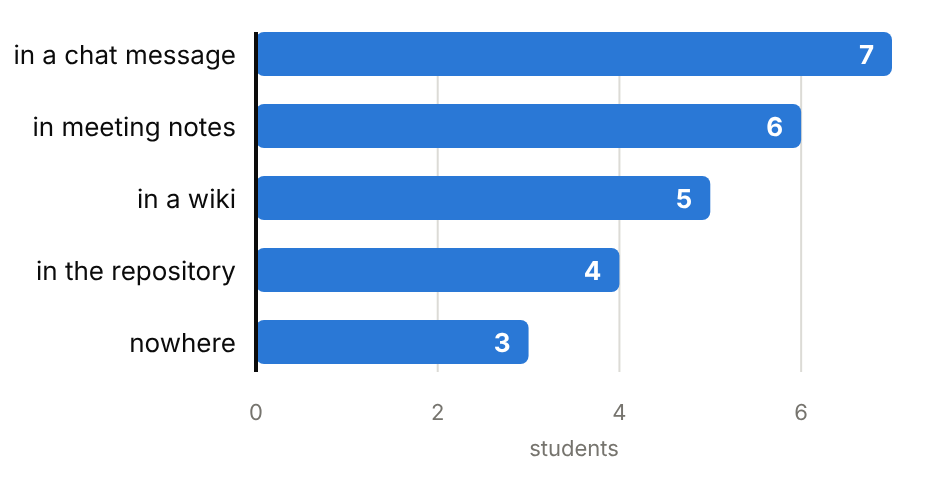 in a chat message 7
in meeting notes 6
in a wiki 5
in the repository 4
nowhere 3
0 2 4 6
students